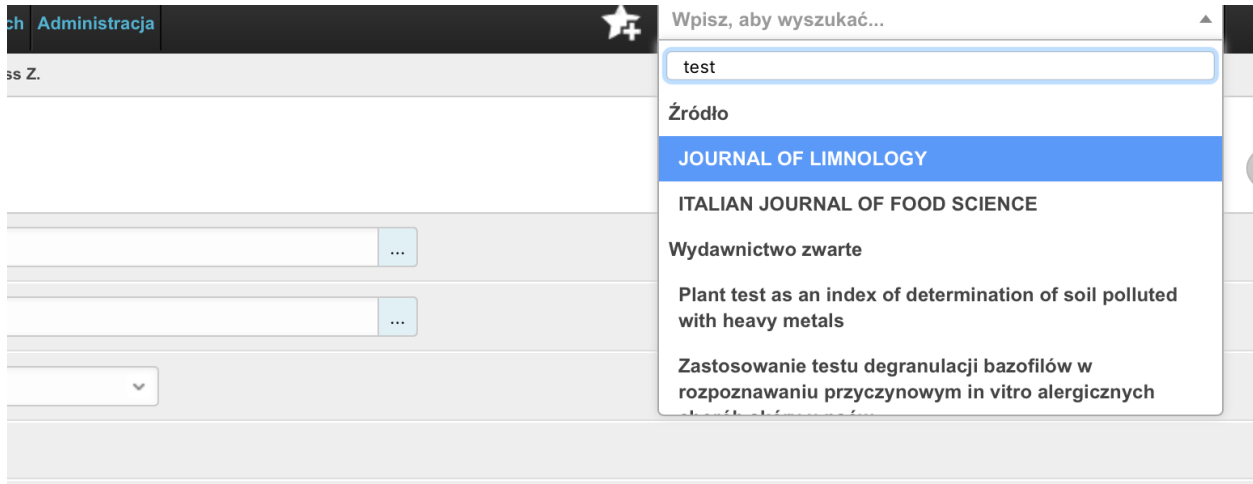 ch Administracja
Wpisz, aby wyszukać...
ss Z.
test
Źródło
JOURNAL OF LIMNOLOGY
ITALIAN JOURNAL OF FOOD SCIENCE
Wydawnictwo zwarte
...
Plant test as an index of determination of soil polluted
with heavy metals
...
Zastosowanie testu degranulacji bazofilów w
rozpoznawaniu przyczynowym in vitro alergicznych